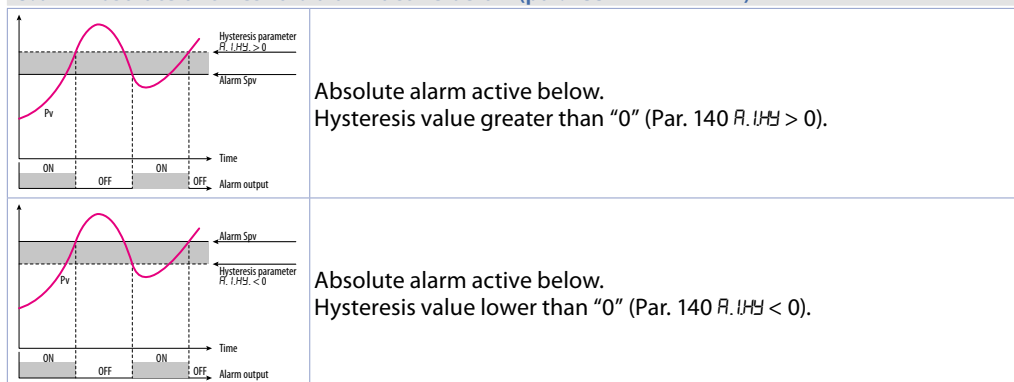 Hysteresis parameter
A.1.HY. > 0
Alarm Spv
Pv
Time
ON
OFF
ON
OFF
Alarm output
Absolute alarm active below.
Hysteresis value greater than “0” (Par. 140 A.1.HY > 0).
Alarm Spv
Hysteresis parameter
A.1.HY. < 0
Pv
Time
ON
OFF
ON
OFF
Alarm output
Absolute alarm active below.
Hysteresis value lower than “0” (Par. 140 A.1.HY < 0).